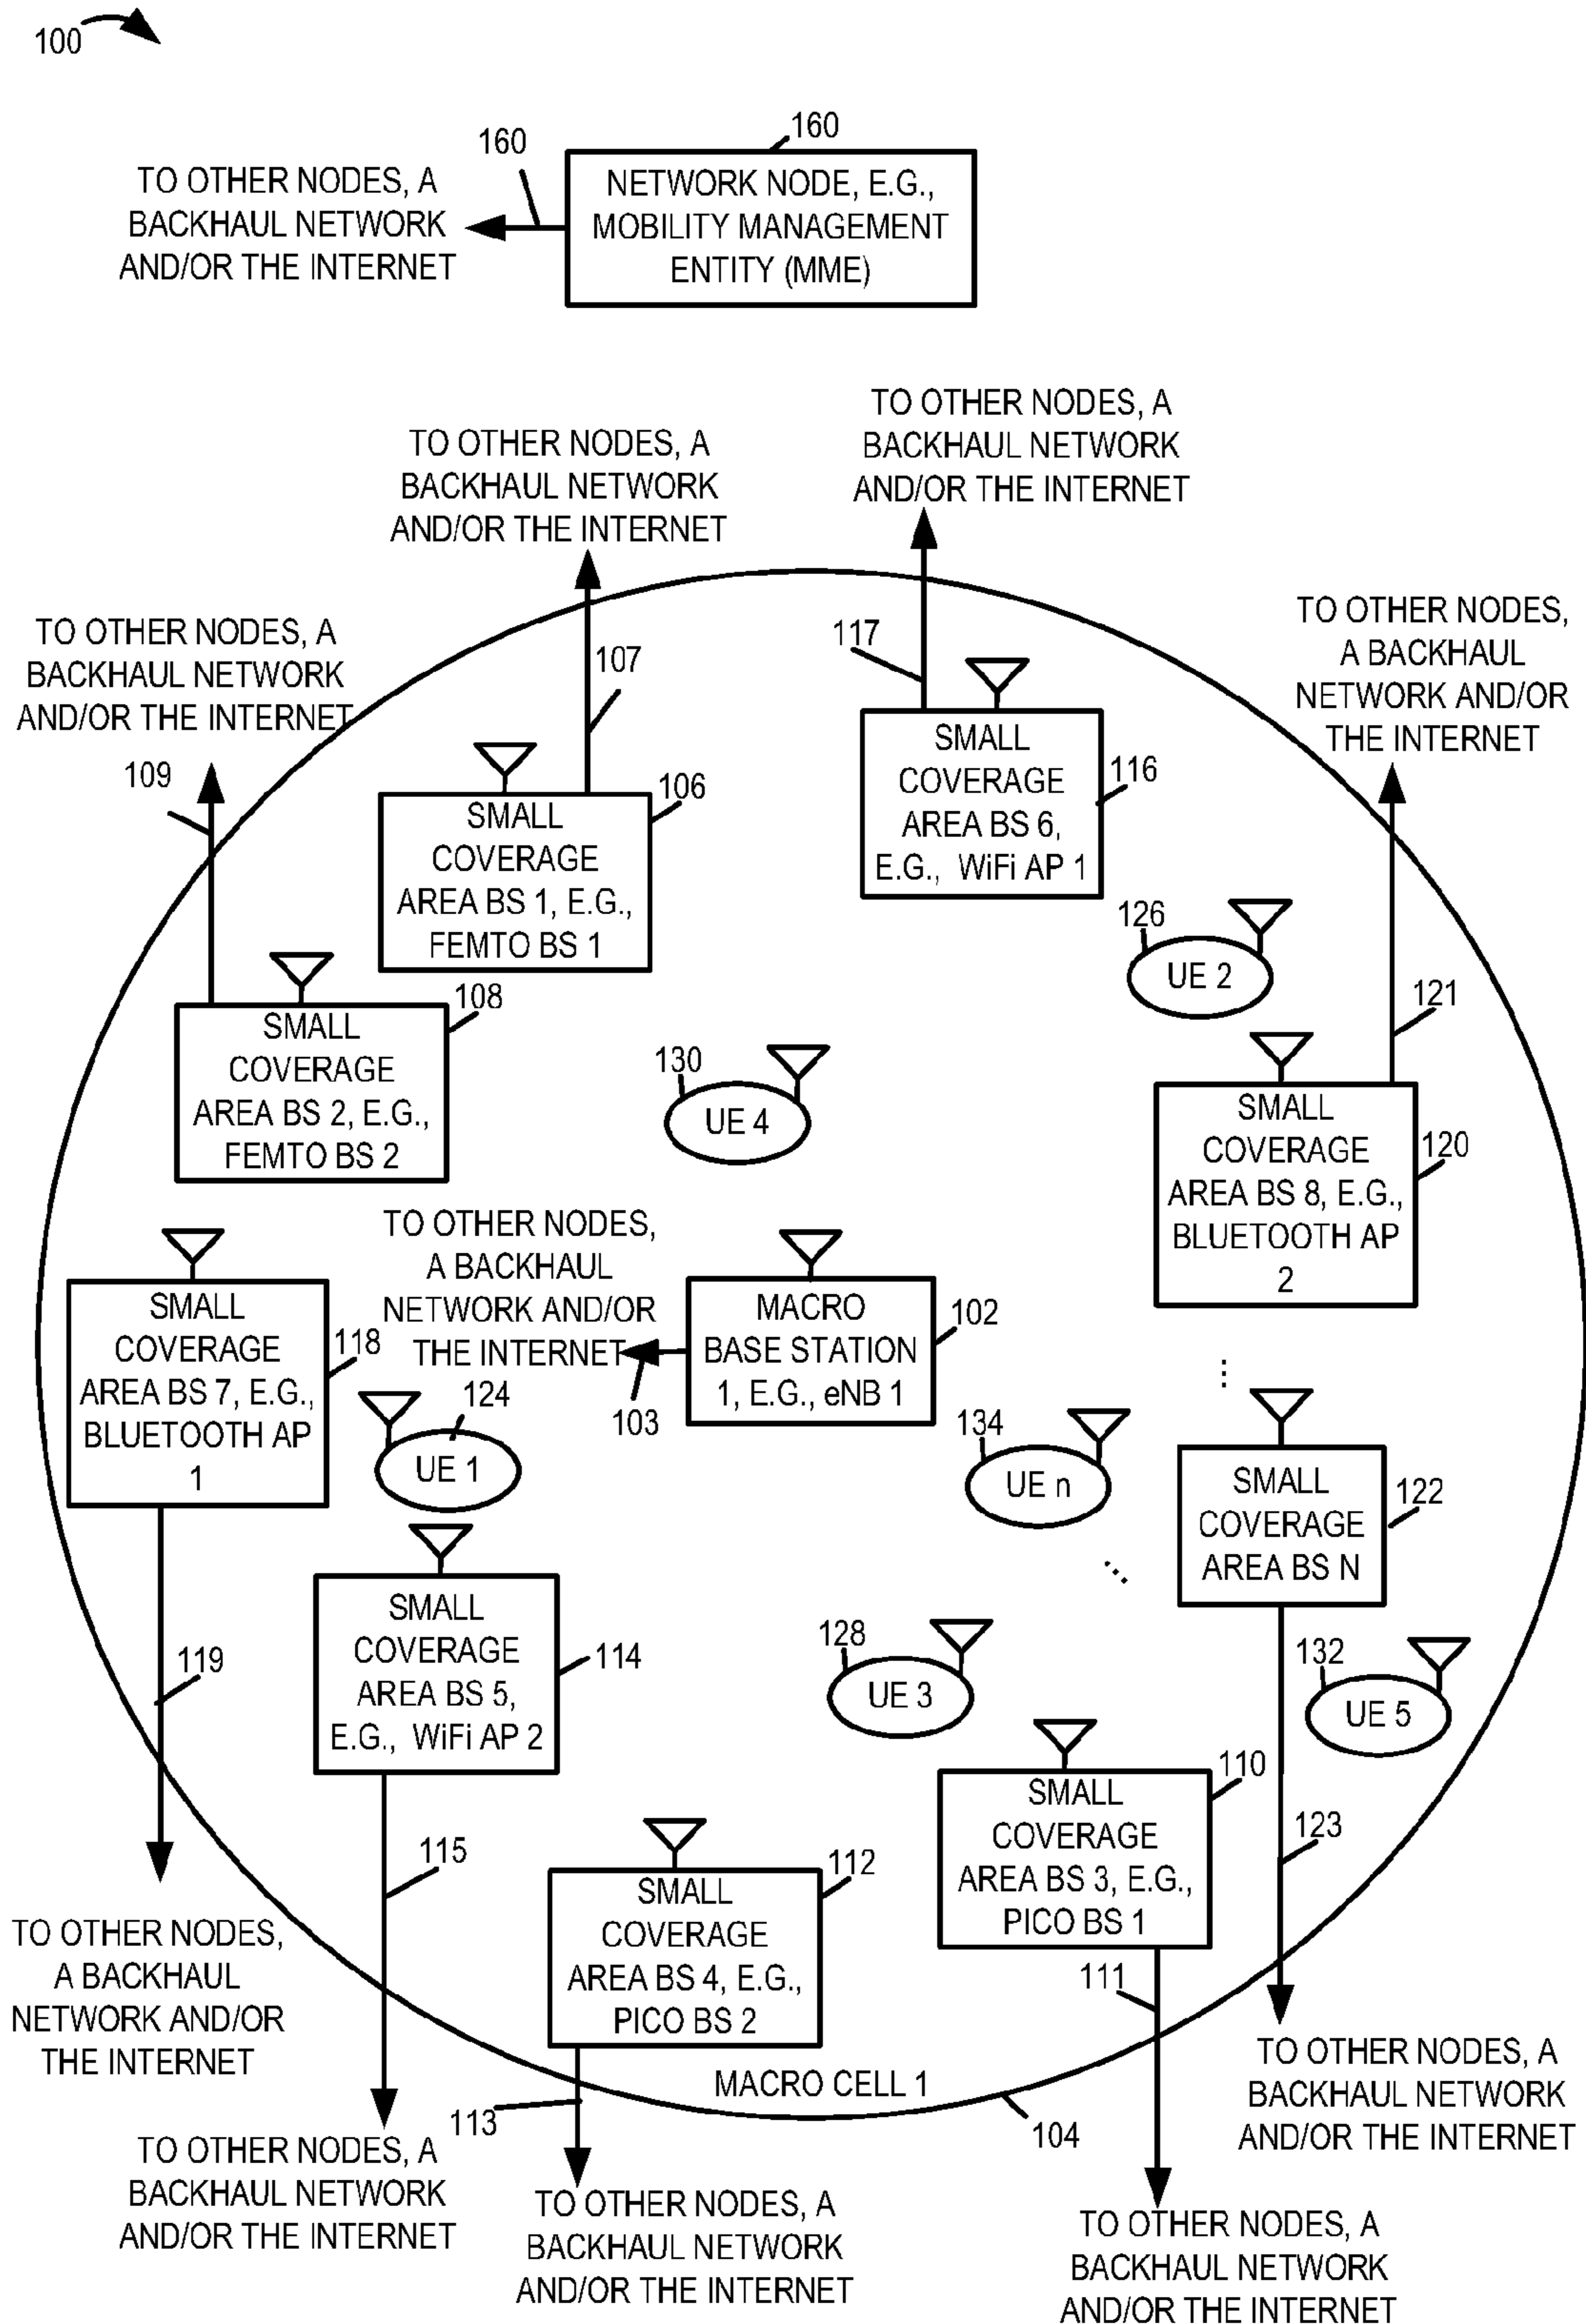 100
160
160
TO OTHER NODES, A
BACKHAUL NETWORK
AND/OR THE INTERNET
NETWORK NODE, E.G.,
MOBILITY MANAGEMENT
ENTITY (MME)
TO OTHER NODES, A
BACKHAUL NETWORK
AND/OR THE INTERNET
TO OTHER NODES, A
BACKHAUL NETWORK
AND/OR THE INTERNET
TO OTHER NODES, A
BACKHAUL NETWORK
AND/OR THE INTERNET
TO OTHER NODES,
A BACKHAUL
NETWORK AND/OR
THE INTERNET
109
107
117
106
SMALL
COVERAGE
AREA BS 1, E.G.,
FEMTO BS 1
116
SMALL
COVERAGE
AREA BS 6,
E.G., WiFi AP 1
126
UE 2
121
108
SMALL
COVERAGE
AREA BS 2, E.G.,
FEMTO BS 2
130
UE 4
120
SMALL
COVERAGE
AREA BS 8, E.G.,
BLUETOOTH AP
2
TO OTHER NODES,
A BACKHAUL
NETWORK AND/OR
THE INTERNET
103
MACRO
BASE STATION
1, E.G., eNB 1
102
SMALL
COVERAGE
AREA BS 7, E.G.,
BLUETOOTH AP
1
118
124
UE 1
134
UE n
...
...
SMALL
COVERAGE
AREA BS N
122
119
SMALL
COVERAGE
AREA BS 5,
E.G., WiFi AP 2
114
128
UE 3
132
UE 5
115
SMALL
COVERAGE
AREA BS 4, E.G.,
PICO BS 2
112
SMALL
COVERAGE
AREA BS 3, E.G.,
PICO BS 1
110
123
111
TO OTHER NODES,
A BACKHAUL
NETWORK AND/OR
THE INTERNET
MACRO CELL 1
104
113
TO OTHER NODES, A
BACKHAUL NETWORK
AND/OR THE INTERNET
TO OTHER NODES, A
BACKHAUL NETWORK
AND/OR THE INTERNET
TO OTHER NODES, A
BACKHAUL NETWORK
AND/OR THE INTERNET
TO OTHER NODES, A
BACKHAUL NETWORK
AND/OR THE INTERNET